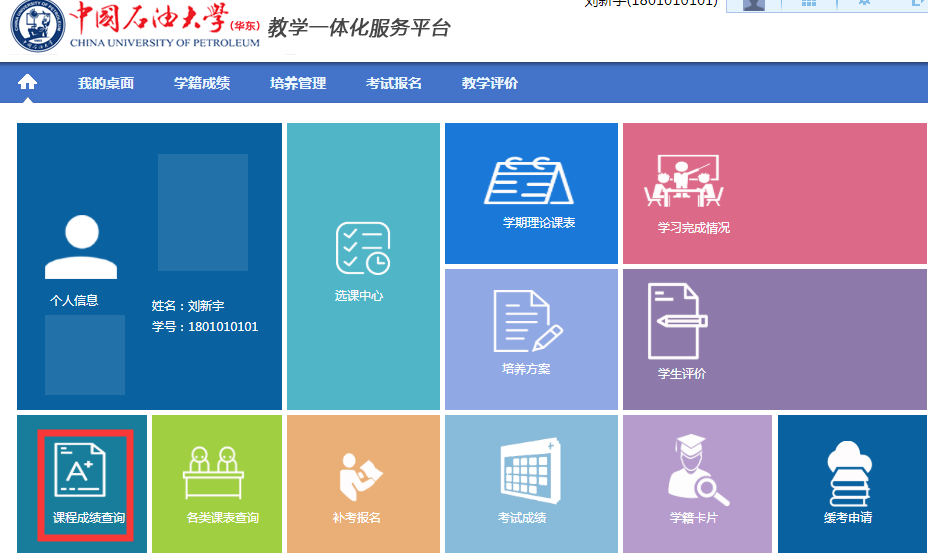 刘新宇(1801010101)
中国石油大学(华东)
教学一体化服务平台
CHINA UNIVERSITY OF PETROLEUM
我的桌面 学籍成绩 培养管理 考试报名 教学评价
个人信息
姓名：刘新宇
学号：1801010101
选课中心
学期理论课表
学习完成情况
培养方案
学生评价
A+
课程成绩查询
各类课表查询
补考报名
考试成绩
学籍卡片
缓考申请